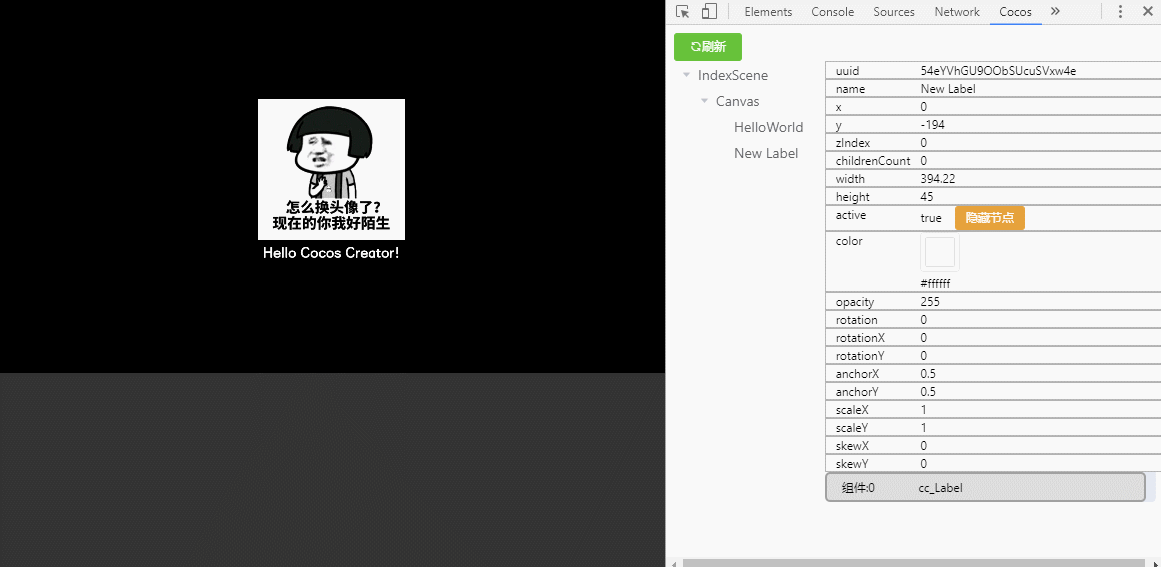 怎么换头像了?
现在的你我好陌生
Hello Cocos Creator!
Elements Console Sources Network Cocos »
刷新
IndexScene
Canvas
HelloWorld
New Label
uuid 54eYVhGU9OObSUcuSVxw4e
name New Label
x 0
y -194
zIndex 0
childrenCount 0
width 394.22
height 45
active true 隐藏节点
color
#ffffff
opacity 255
rotation 0
rotationX 0
rotationY 0
anchorX 0.5
anchorY 0.5
scaleX 1
scaleY 1
skewX 0
skewY 0
组件:0 cc_Label